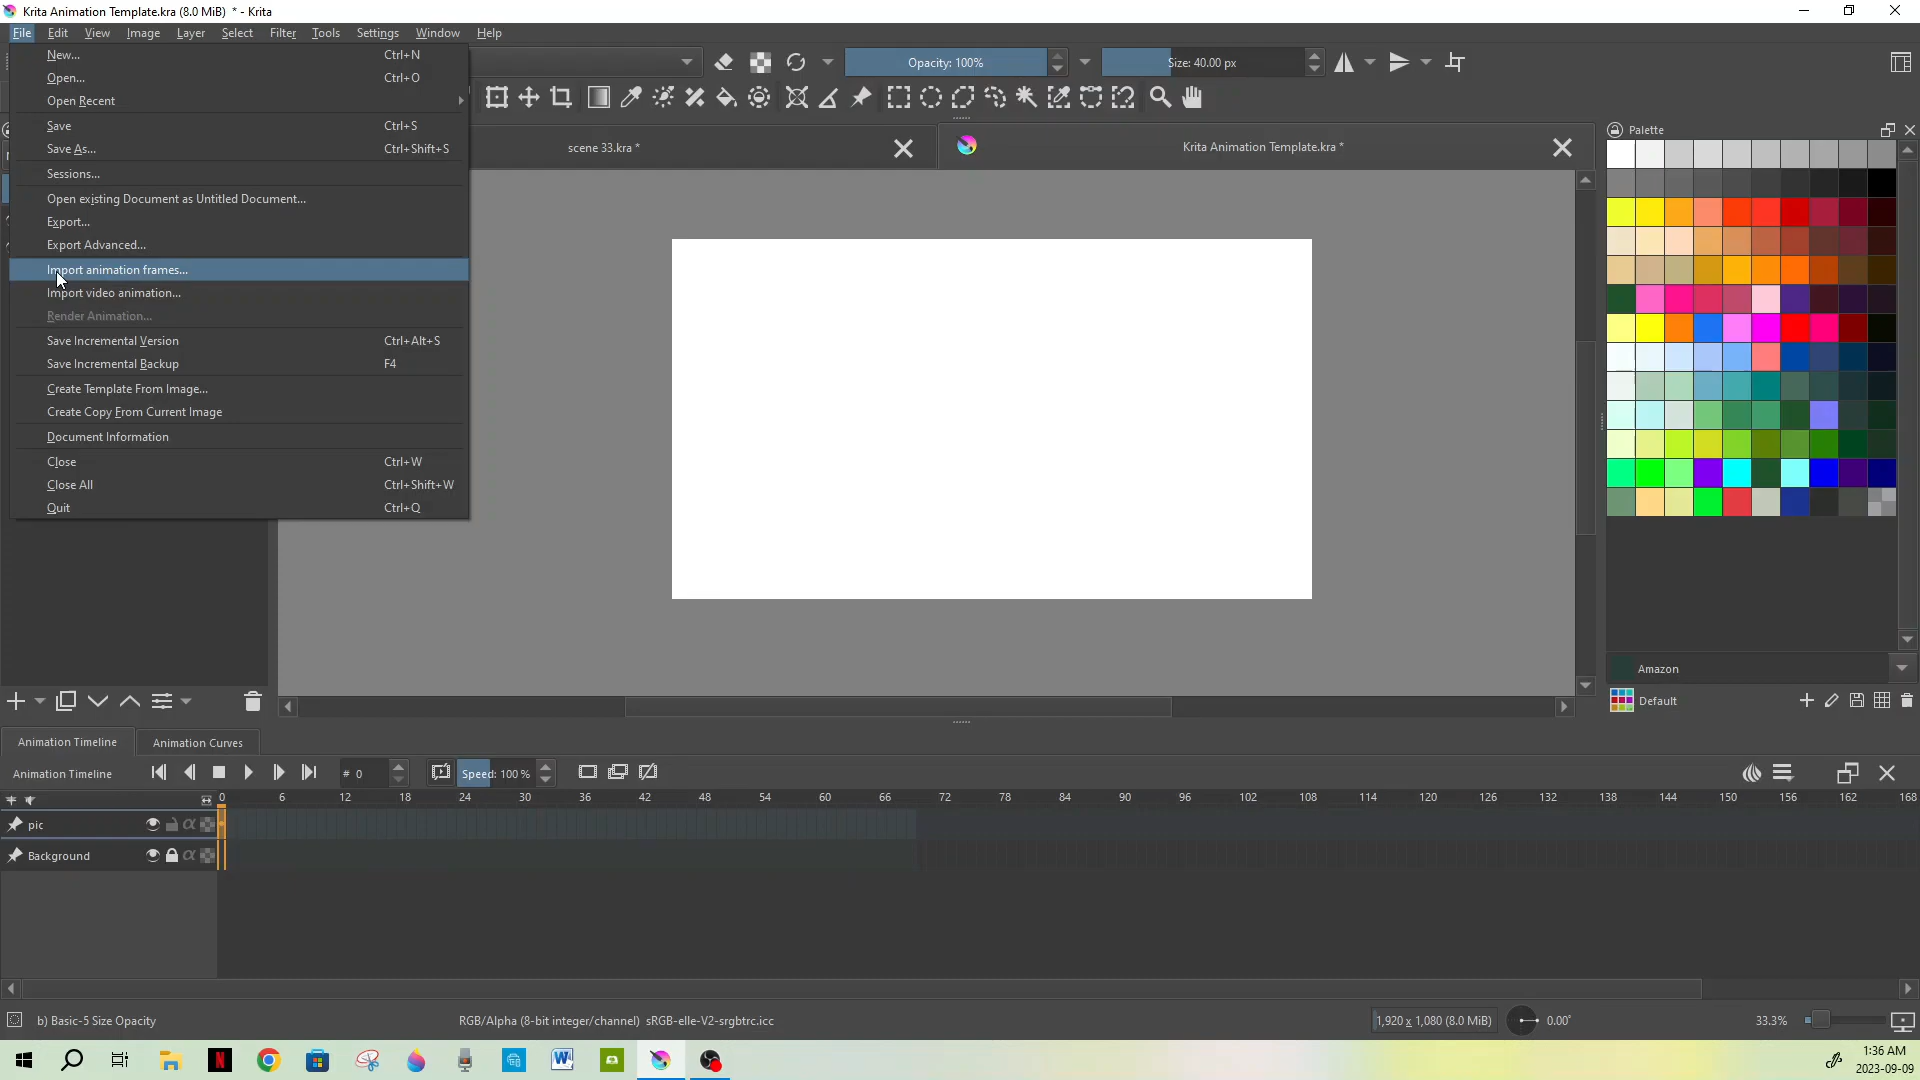 Krita Animation Template.kra (8.0 MiB) * - Krita
File Edit View Image Layer Select Filter Tools Settings Window Help
New... Ctrl+N
Open... Ctrl+O
Open Recent
Save Ctrl+S
Save As... Ctrl+Shift+S
Sessions...
Open existing Document as Untitled Document...
Export...
Export Advanced...
Import animation frames...
Import video animation...
Render Animation...
Save Incremental Version Ctrl+Alt+S
Save Incremental Backup F4
Create Template From Image...
Create Copy From Current Image
Document Information
Close Ctrl+W
Close All Ctrl+Shift+W
Quit Ctrl+Q
Opacity: 100% Size: 40.00 px
scene 33.kra * Krita Animation Template.kra *
Palette
Amazon
Default
Animation Timeline Animation Curves
Animation Timeline # 0 Speed: 100 %
0 6 12 18 24 30 36 42 48 54 60 66 72 78 84 90 96 102 108 114 120 126 132 138 144 150 156 162 168
pic
Background
b) Basic-5 Size Opacity RGB/Alpha (8-bit integer/channel) sRGB-elle-V2-srgbtrc.icc 1,920 x 1,080 (8.0 MiB) 0.00° 33.3%
1:36 AM
2023-09-09